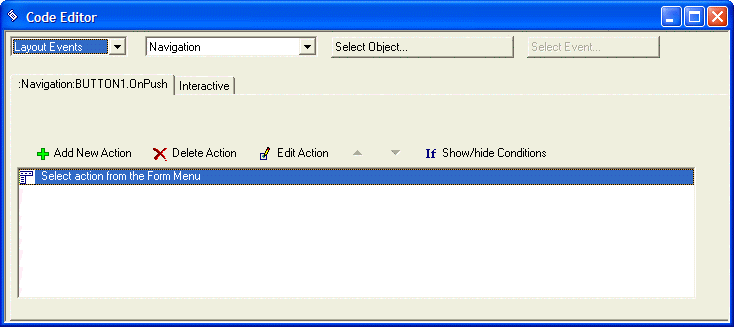 Code Editor
Layout Events Navigation Select Object... Select Event...
:Navigation:BUTTON1.OnPush Interactive
Add New Action Delete Action Edit Action If Show/hide Conditions
Select action from the Form Menu